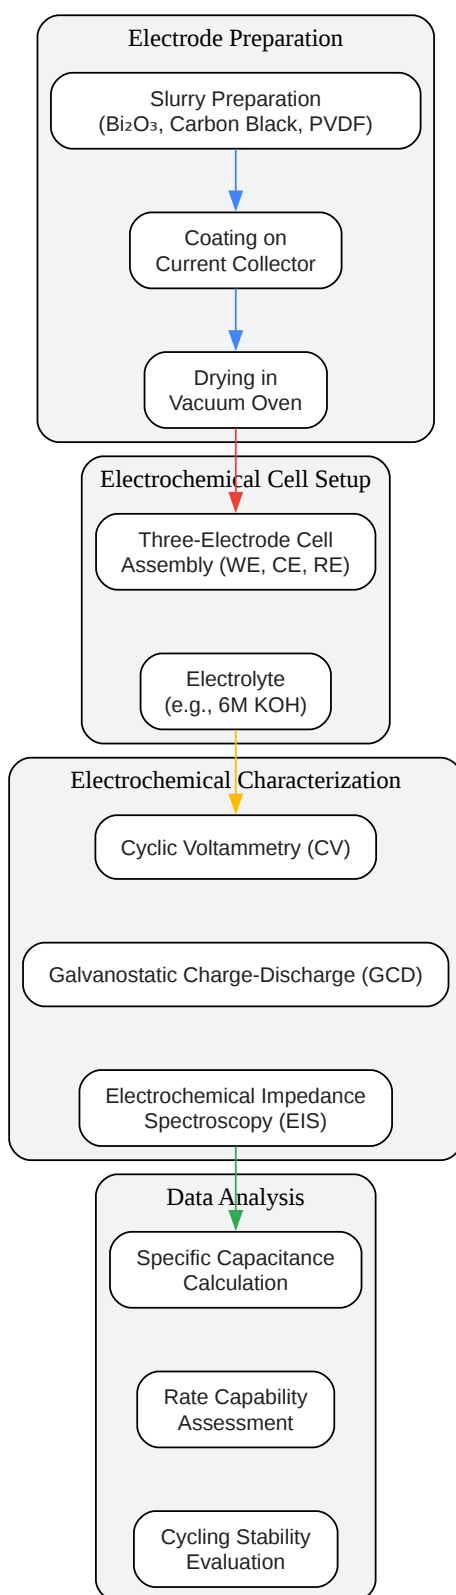 Electrode Preparation
Slurry Preparation
(Bi₂O₃, Carbon Black, PVDF)
Coating on
Current Collector
Drying in
Vacuum Oven
Electrochemical Cell Setup
Three-Electrode Cell
Assembly (WE, CE, RE)
Electrolyte
(e.g., 6M KOH)
Electrochemical Characterization
Cyclic Voltammetry (CV)
Galvanostatic Charge-Discharge (GCD)
Electrochemical Impedance
Spectroscopy (EIS)
Data Analysis
Specific Capacitance
Calculation
Rate Capability
Assessment
Cycling Stability
Evaluation